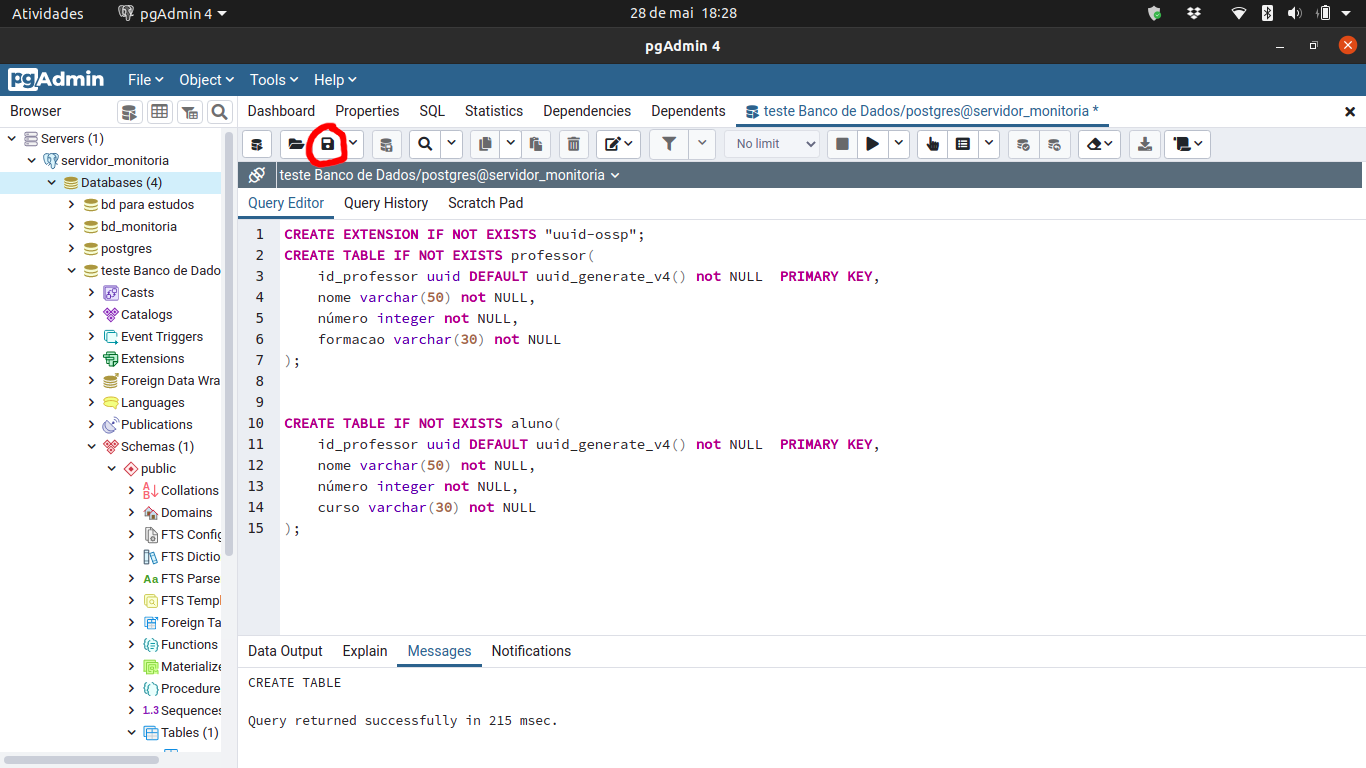 Atividades pgAdmin 4 28 de mai 18:28
pgAdmin 4
pgAdmin File Object Tools Help
Browser Dashboard Properties SQL Statistics Dependencies Dependents teste Banco de Dados/postgres@servidor_monitoria *
No limit
teste Banco de Dados/postgres@servidor_monitoria
Query Editor Query History Scratch Pad
Servers (1)
servidor_monitoria
Databases (4)
bd para estudos
bd_monitoria
postgres
teste Banco de Dado
Casts
Catalogs
Event Triggers
Extensions
Foreign Data Wra
Languages
Publications
Schemas (1)
public
Collations
Domains
FTS Config
FTS Dictio
Aa FTS Parse
FTS Templ
Foreign Ta
Functions
Materialize
Procedure
1..3 Sequences
Tables (1)
1 CREATE EXTENSION IF NOT EXISTS "uuid-ossp";
2 CREATE TABLE IF NOT EXISTS professor(
3 id_professor uuid DEFAULT uuid_generate_v4() not NULL  PRIMARY KEY,
4 nome varchar(50) not NULL,
5 número integer not NULL,
6 formacao varchar(30) not NULL
7 );
8
9
10 CREATE TABLE IF NOT EXISTS aluno(
11 id_professor uuid DEFAULT uuid_generate_v4() not NULL  PRIMARY KEY,
12 nome varchar(50) not NULL,
13 número integer not NULL,
14 curso varchar(30) not NULL
15 );
Data Output Explain Messages Notifications
CREATE TABLE
Query returned successfully in 215 msec.